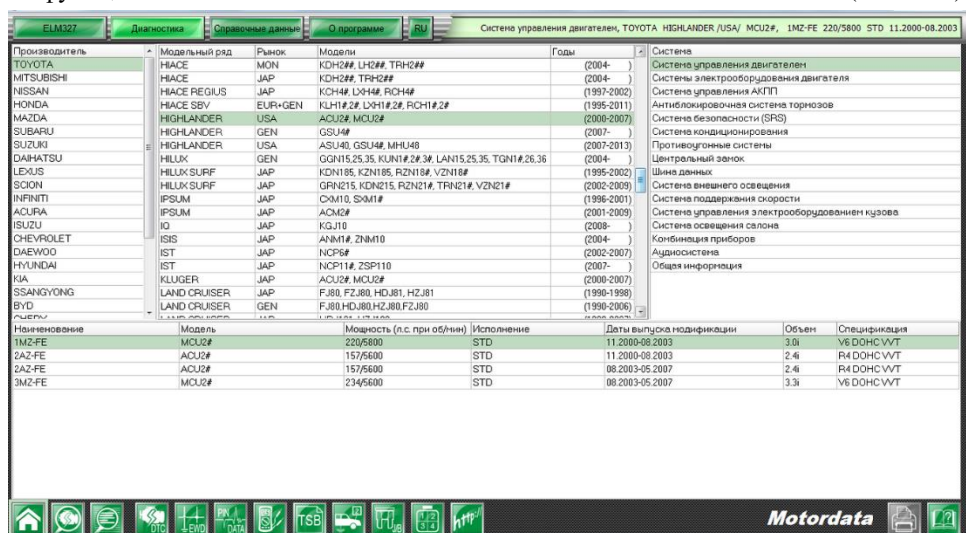 ELM327 Диагностика Справочные данные О программе RU Система управления двигателем, TOYOTA HIGHLANDER /USA/ MCU2#, 1MZ-FE 220/5800 STD 11.2000-08.2003
Производитель Модельный ряд Рынок Модели Годы Система
TOYOTA HIACE MON KDH2##, LH2##, TRH2## (2004- ) Система управления двигателем
MITSUBISHI HIACE JAP KDH2##, TRH2## (2004- ) Системы электрооборудования двигателя
NISSAN HIACE REGIUS JAP KCH4#, LXH4#, RCH4# (1997-2002) Система управления АКПП
HONDA HIACE SBV EUR+GEN KLH1#,2#, LXH1#,2#, RCH1#,2# (1995-2011) Антиблокировочная система тормозов
MAZDA HIGHLANDER USA ACU2#, MCU2# (2000-2007) Система безопасности (SRS)
SUBARU HIGHLANDER GEN GSU4# (2007- ) Система кондиционирования
SUZUKI HIGHLANDER USA ASU40, GSU4#, MHU48 (2007-2013) Противоугонные системы
DAIHATSU HILUX GEN GGN15,25,35, KUN1#,2#,3#, LAN15,25,35, TGN1#,26,36 (2004- ) Центральный замок
LEXUS HILUX SURF JAP KDN185, KZN185, RZN18#, VZN18# (1995-2002) Шина данных
SCION HILUX SURF JAP GRN215, KDN215, RZN21#, TRN21#, VZN21# (2002-2009) Система внешнего освещения
INFINITI IPSUM JAP CXM10, SXM1# (1996-2001) Система поддержания скорости
ACURA IPSUM JAP ACM2# (2001-2009) Система управления электрооборудованием кузова
ISUZU IQ JAP KGJ10 (2008- ) Система освещения салона
CHEVROLET ISIS JAP ANM1#, ZNM10 (2004- ) Комбинация приборов
DAEWOO IST JAP NCP6# (2002-2007) Аудиосистема
HYUNDAI IST JAP NCP11#, ZSP110 (2007- ) Общая информация
KIA KLUGER JAP ACU2#, MCU2# (2000-2007)
SSANGYONG LAND CRUISER JAP FJ80, FZJ80, HDJ81, HZJ81 (1990-1998)
BYD LAND CRUISER GEN FJ80,HDJ80,HZJ80,FZJ80 (1990-2006)
Наименование Модель Мощность (л.с. при об/мин) Исполнение Даты выпуска модификации Объем Спецификация
1MZ-FE MCU2# 220/5800 STD 11.2000-08.2003 3.0i V6 DOHC VVT
2AZ-FE ACU2# 157/5600 STD 11.2000-08.2003 2.4i R4 DOHC VVT
2AZ-FE ACU2# 157/5600 STD 08.2003-05.2007 2.4i R4 DOHC VVT
3MZ-FE MCU2# 234/5600 STD 08.2003-05.2007 3.3i V6 DOHC VVT
DTC EWD PIN DATA TSB J/B 1 2 3 4 http:// Motordata